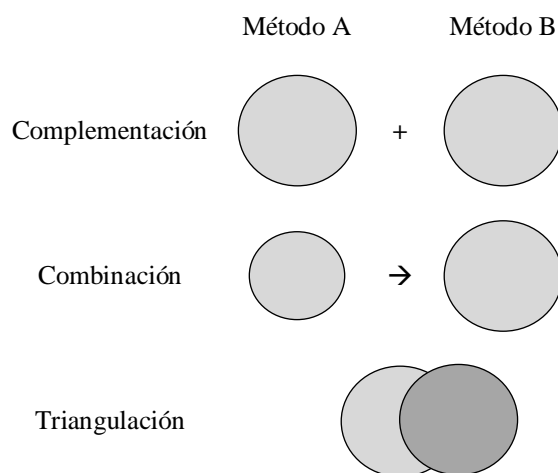 Método A Método B
Complementación +
Combinación →
Triangulación